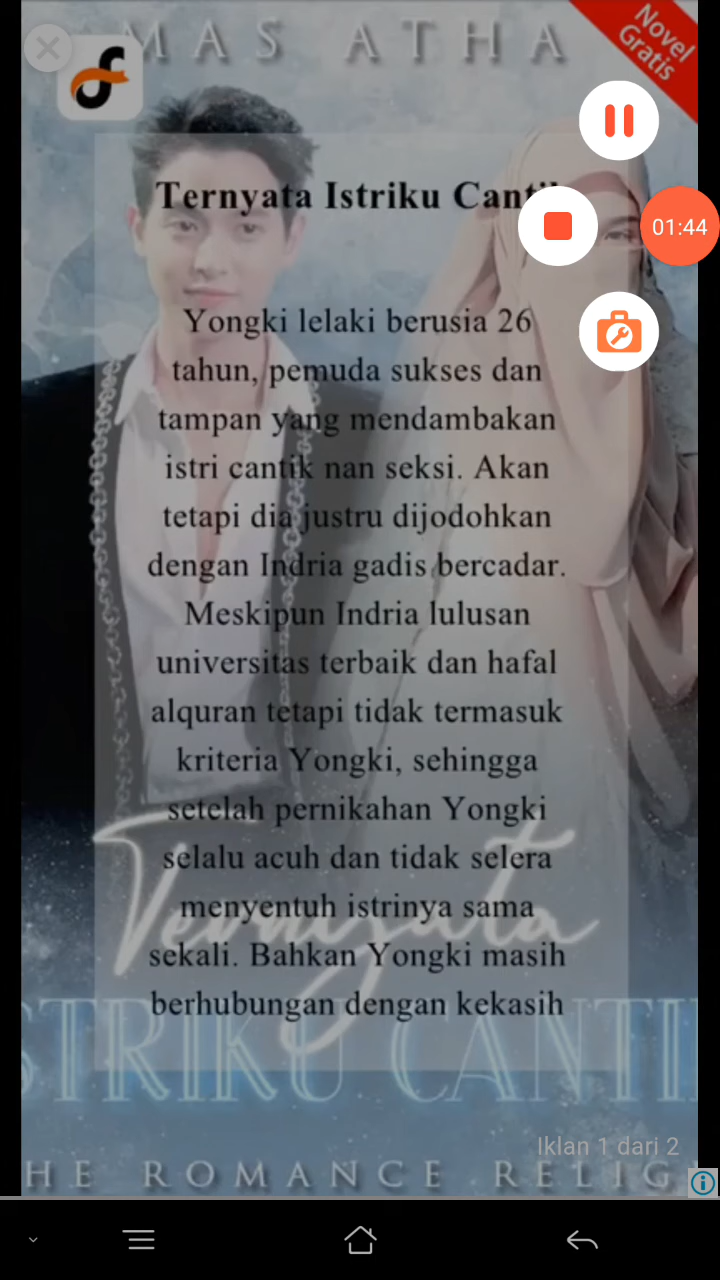 MAS ATHA
Novel
Gratis
Ternyata Istriku
01:44
Yongki lelaki berusia 26
tahun, pemuda sukses dan
tampan yang mendambakan
istri cantik nan seksi. Akan
tetapi dia justru dijodohkan
dengan Indria gadis bercadar.
Meskipun Indria lulusan
universitas terbaik dan hafal
alquran tetapi tidak termasuk
kriteria Yongki, sehingga
setelah pernikahan Yongki
selalu acuh dan tidak selera
menyentuh istrinya sama
sekali. Bahkan Yongki masih
berhubungan dengan kekasih
Ternyata
STRIKU CANTI
Iklan 1 dari 2
HE ROMANCE RELIG